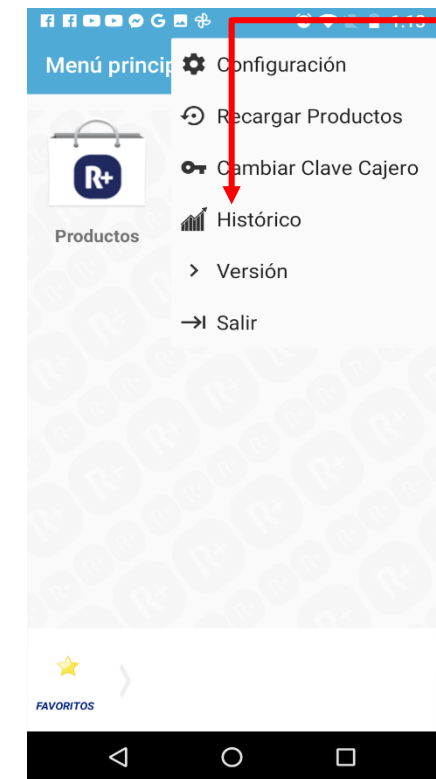 Menú princip
Configuración
Recargar Productos
Cambiar Clave Cajero
R+
Productos
Histórico
Versión
Salir
FAVORITOS